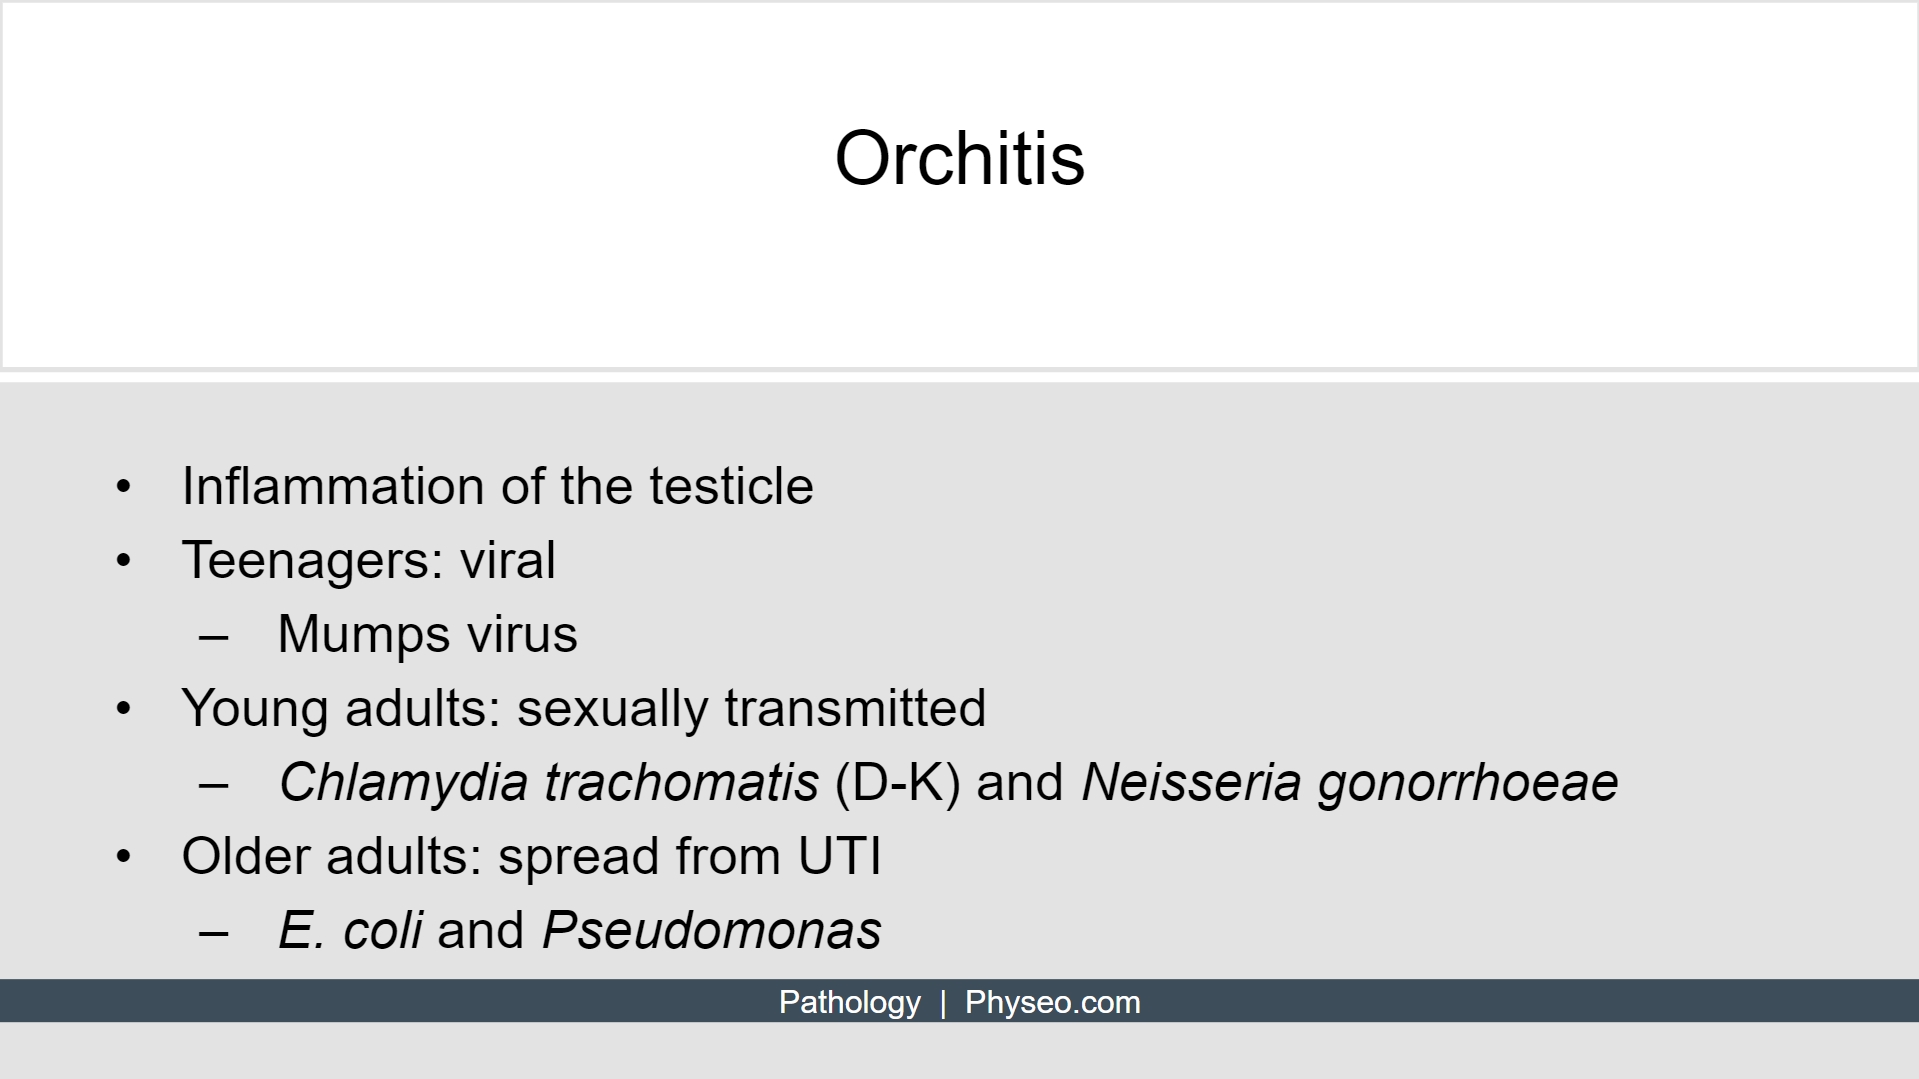 Orchitis
• Inflammation of the testicle
• Teenagers: viral
– Mumps virus
• Young adults: sexually transmitted
– Chlamydia trachomatis (D-K) and Neisseria gonorrhoeae
• Older adults: spread from UTI
– E. coli and Pseudomonas
Pathology | Physeo.com